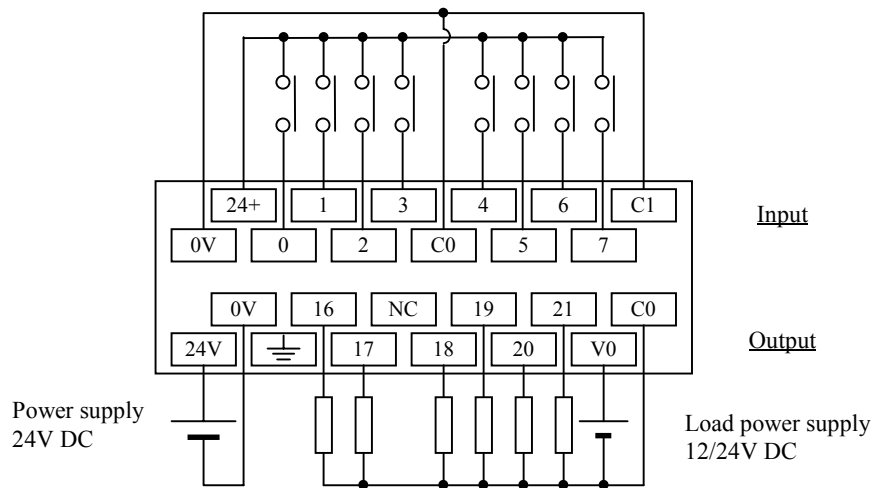 24+ 1 3 4 6 C1
Input
0V 0 2 C0 5 7
0V 16 NC 19 21 C0
Output
24V 17 18 20 V0
Power supply
24V DC
Load power supply
12/24V DC